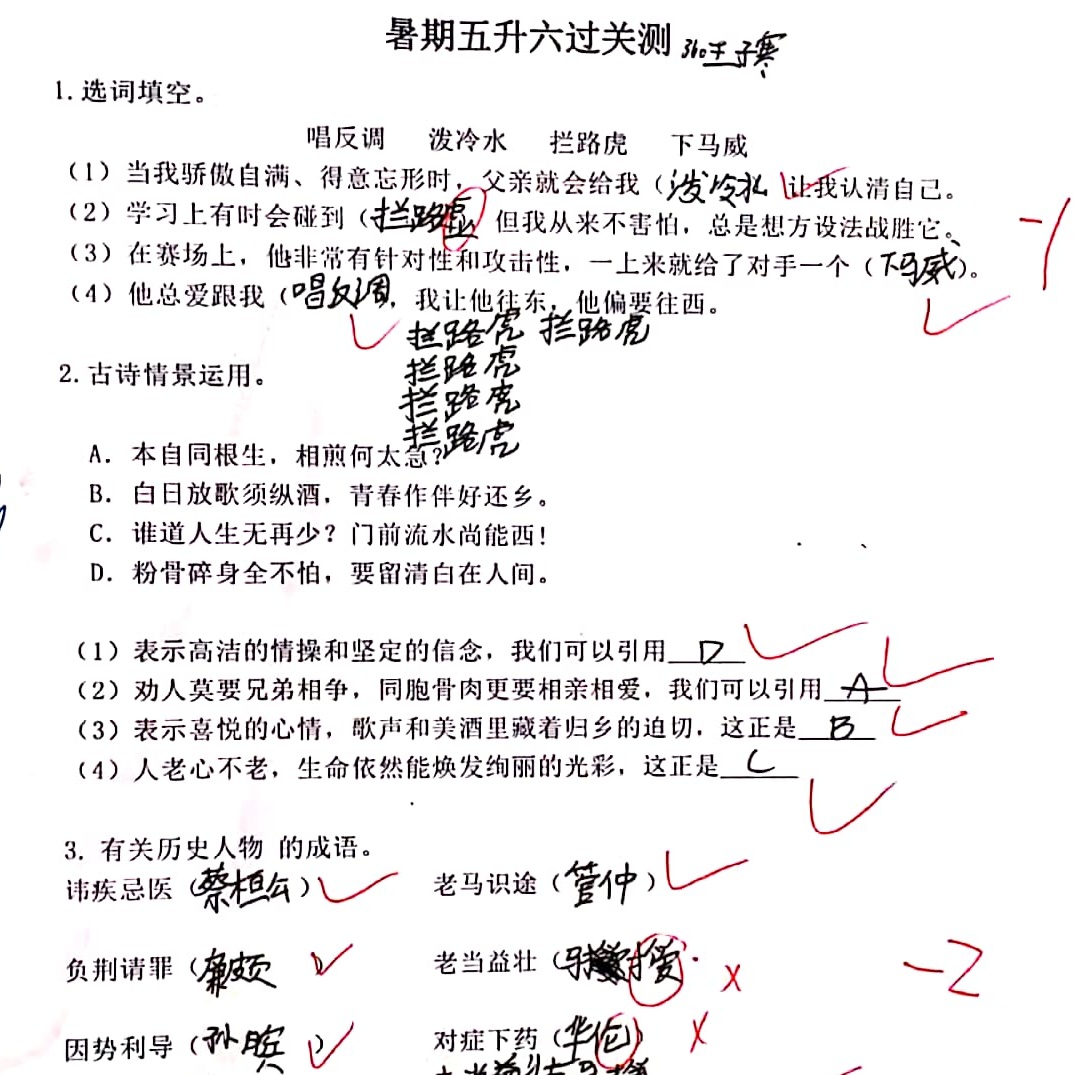 暑期五升六过关测 360王子寒
1.选词填空。
唱反调 泼冷水 拦路虎 下马威
(1)当我骄傲自满、得意忘形时,父亲就会给我(泼冷水 让我认清自己。
(2)学习上有时会碰到(拦路 但我从来不害怕,总是想方设法战胜它。 -1
(3)在赛场上,他非常有针对性和攻击性,一上来就给了对手一个(下马威)。
(4)他总爱跟我(唱反调,我让他往东,他偏要往西。
拦路虎 拦路虎
2.古诗情景运用。
拦路虎
拦路虎
拦路虎
A. 本自同根生,相煎何太急?
B. 白日放歌须纵酒,青春作伴好还乡。
C. 谁道人生无再少?门前流水尚能西!
D. 粉骨碎身全不怕,要留清白在人间。
(1)表示高洁的情操和坚定的信念,我们可以引用 D
(2)劝人莫要兄弟相争,同胞骨肉更要相亲相爱,我们可以引用 A
(3)表示喜悦的心情,歌声和美酒里藏着归乡的迫切,这正是 B
(4)人老心不老,生命依然能焕发绚丽的光彩,这正是 C
3. 有关历史人物 的成语。
讳疾忌医(蔡桓公) 老马识途(管仲)
负荆请罪(廉颇) 老当益壮( -2
因势利导(孙膑) 对症下药(华